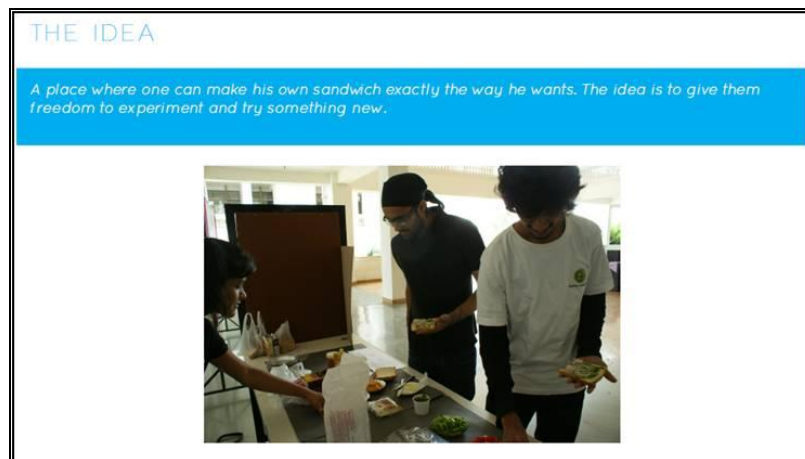 THE IDEA
A place where one can make his own sandwich exactly the way he wants. The idea is to give them
freedom to experiment and try something new.